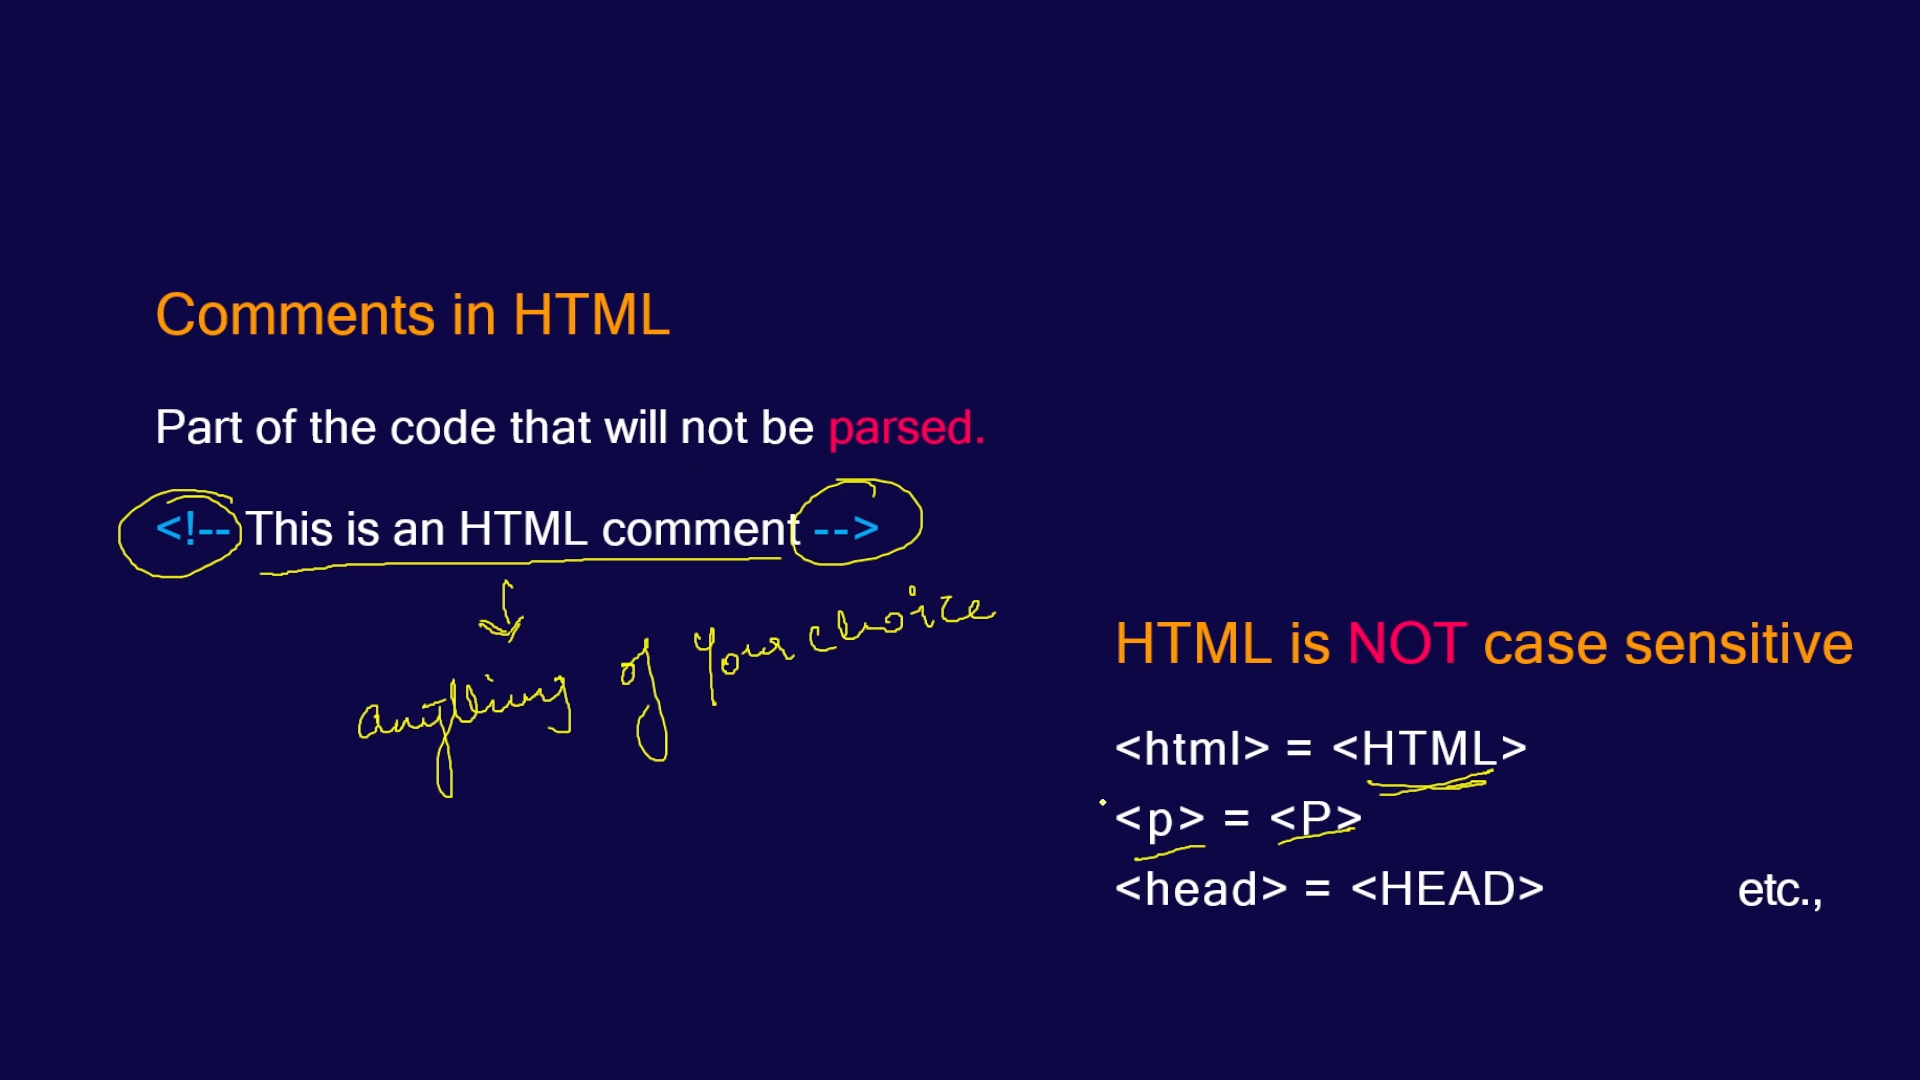 Comments in HTML
Part of the code that will not be parsed.
<!-- This is an HTML comment -->
anything of your choice
HTML is NOT case sensitive
<html> = <HTML>
<p> = <P>
<head> = <HEAD> etc.,